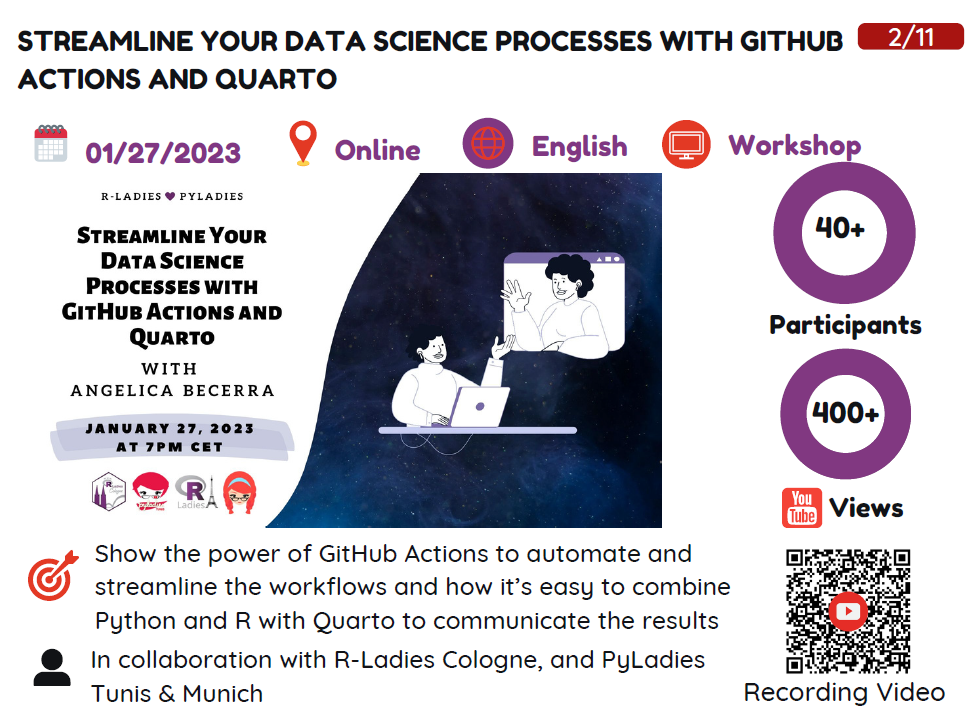 STREAMLINE YOUR DATA SCIENCE PROCESSES WITH GITHUB
ACTIONS AND QUARTO
2/11
01/27/2023
Online
English
Workshop
R-LADIES PYLADIES
STREAMLINE YOUR
DATA SCIENCE
PROCESSES WITH
GITHUB ACTIONS AND
QUARTO
WITH
ANGELICA BECERRA
JANUARY 27, 2023
AT 7PM CET
R
Ladies
40+
Participants
400+
You
Tube
Views
Show the power of GitHub Actions to automate and
streamline the workflows and how it's easy to combine
Python and R with Quarto to communicate the results
In collaboration with R-Ladies Cologne, and PyLadies
Tunis & Munich
Recording Video